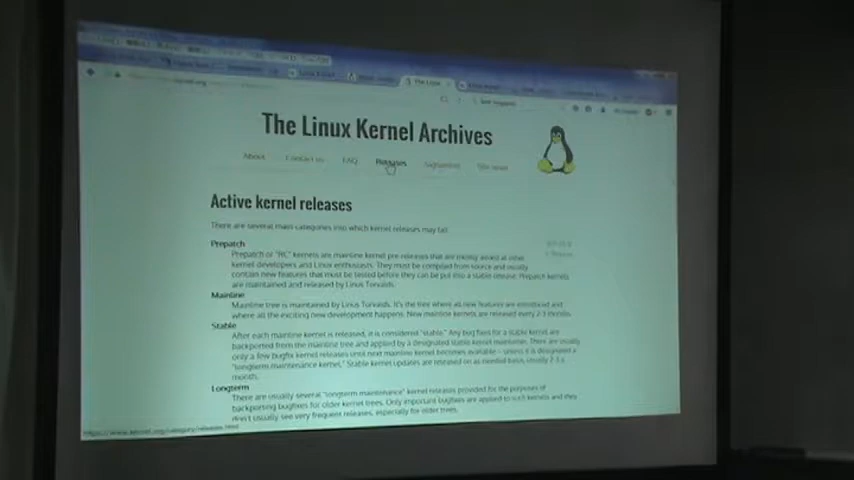 The Linux Kernel Archives
About Contact us FAQ Releases Signatures Site news
Active kernel releases
There are several main categories into which kernel releases may fall:
Prepatch
Prepatch or "RC" kernels are mainline kernel pre-releases that are mostly aimed at other
kernel developers and Linux enthusiasts. They must be compiled from source and usually
contain new features that must be tested before they can be put into a stable release. Prepatch kernels
are maintained and released by Linus Torvalds.
Mainline
Mainline tree is maintained by Linus Torvalds. It's the tree where all new features are introduced and
where all the exciting new development happens. New mainline kernels are released every 2-3 months.
Stable
After each mainline kernel is released, it is considered "stable." Any bug fixes for a stable kernel are
backported from the mainline tree and applied by a designated stable kernel maintainer. There are usually
only a few bugfix kernel releases until next mainline kernel becomes available -- unless it is designated a
"longterm maintenance kernel." Stable kernel updates are released on as-needed basis, usually
month.
Longterm
There are usually several "longterm maintenance" kernel releases provided for the purposes of
backporting bugfixes for older kernel trees. Only important bugfixes are applied to such kernels and they
don't usually see very frequent releases, especially for older trees.
https://www.kernel.org/category/releases.html